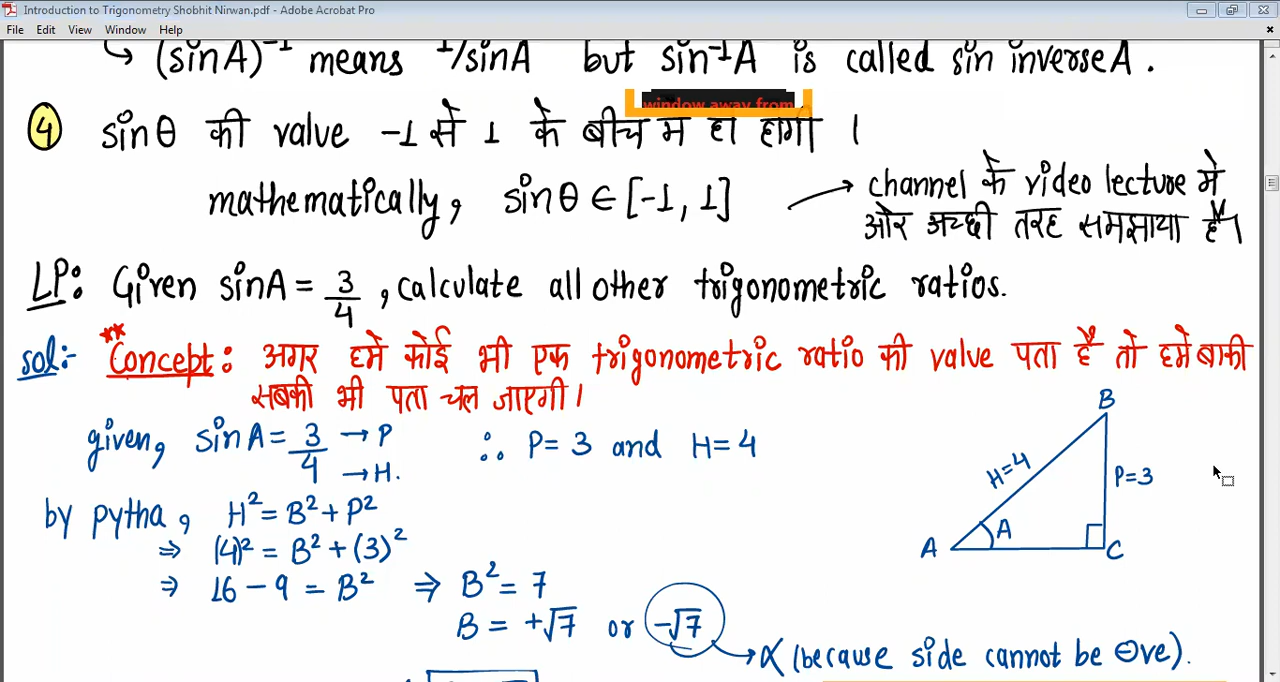 Introduction to Trigonometry Shobhit Nirwan.pdf - Adobe Acrobat Pro
File Edit View Window Help
↳ (sinA)⁻¹ means 1/sinA but sin⁻¹A is called sin inverse A.
window away from
④ sinθ की value -1 से 1 के बीच म हा होगी ।
mathematically, sinθ ∈ [-1, 1] → channel के video lecture में
और अच्छी तरह समझाया है।
LP: Given sinA = 3/4, calculate all other trigonometric ratios.
sol:- ** Concept: अगर हमे कोई भी एक trigonometric ratio की value पता है तो हमे बाकी
सबकी भी पता चल जाएगी।
given, sinA = 3/4 → P → H. ∴ P = 3 and H = 4
by pytha, H² = B² + P²
⇒ (4)² = B² + (3)²
⇒ 16 - 9 = B² ⇒ B² = 7
B = +√7 or -√7
→ X (because side cannot be ⊖ve).
B
H=4
P=3
A
A
C